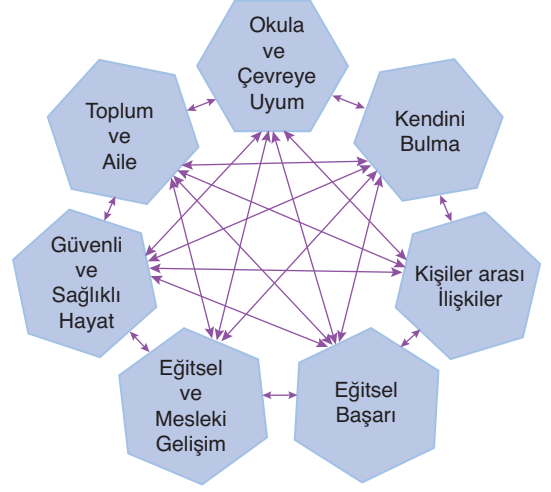 Okula
ve
Çevreye
Uyum
Kendini
Bulma
Kişiler arası
İlişkiler
Eğitsel
Başarı
Eğitsel
ve
Mesleki
Gelişim
Güvenli
ve
Sağlıklı
Hayat
Toplum
ve
Aile